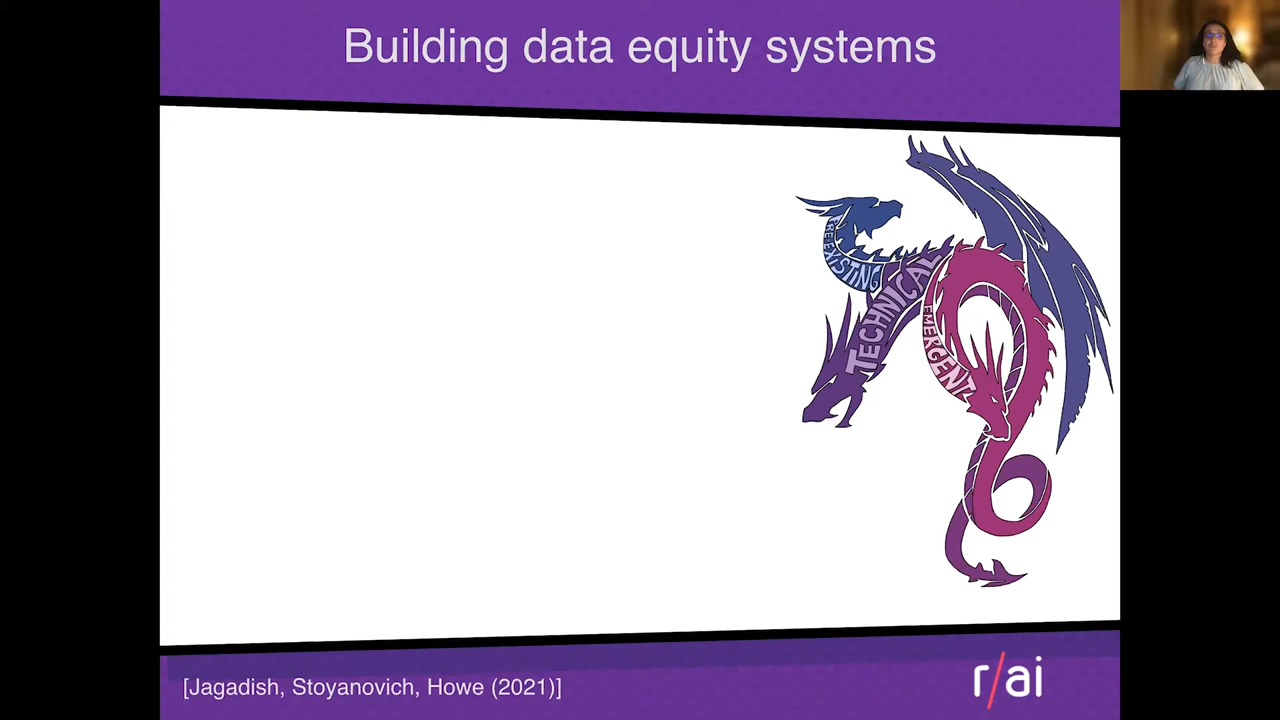 Building data equity systems
PRE-EXISTING
TECHNICAL
EMERGENT
[Jagadish, Stoyanovich, Howe (2021)]
r/ai